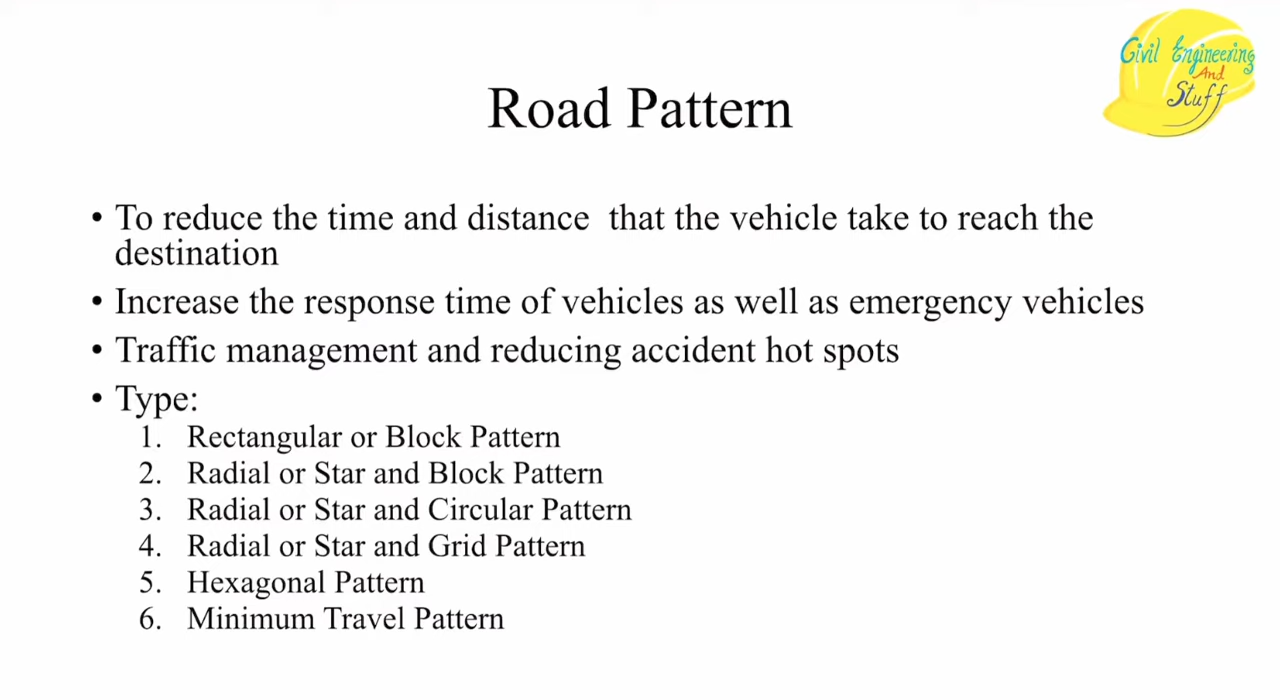 Civil Engineering
And
Stuff
Road Pattern
• To reduce the time and distance that the vehicle take to reach the
destination
• Increase the response time of vehicles as well as emergency vehicles
• Traffic management and reducing accident hot spots
• Type:
1. Rectangular or Block Pattern
2. Radial or Star and Block Pattern
3. Radial or Star and Circular Pattern
4. Radial or Star and Grid Pattern
5. Hexagonal Pattern
6. Minimum Travel Pattern